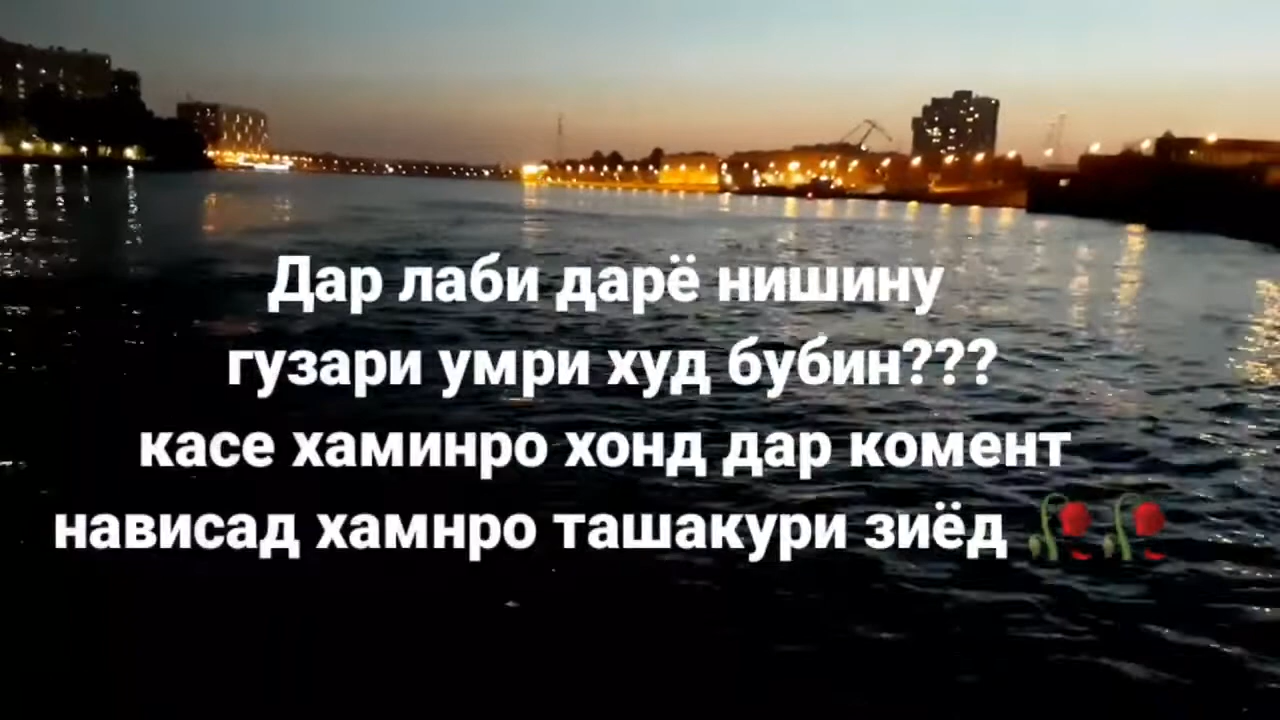 Дар лаби дарё нишину
гузари умри худ бубин???
касе хаминро хонд дар комент
нависад хамнро ташакури зиёд 🥀🥀